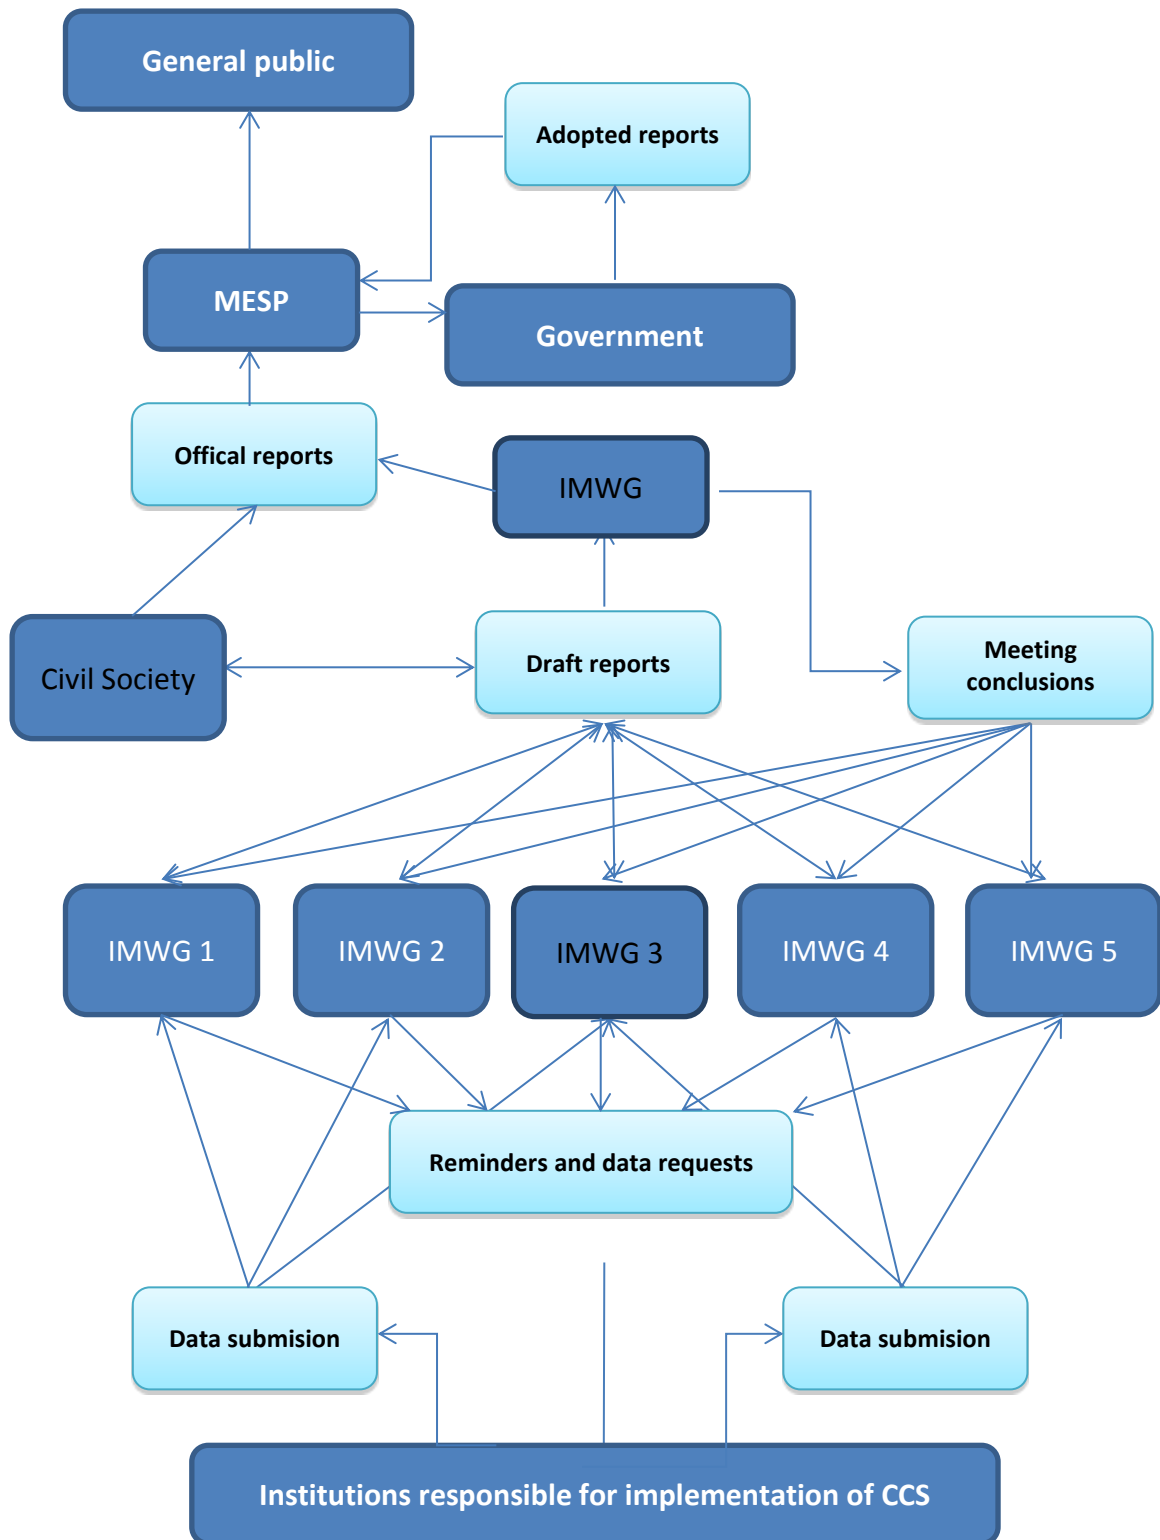 General public
Adopted reports
MESP
Government
Offical reports
IMWG
Civil Society
Draft reports
Meeting
conclusions
IMWG 1
IMWG 2
IMWG 3
IMWG 4
IMWG 5
Reminders and data requests
Data submision
Data submision
Institutions responsible for implementation of CCS